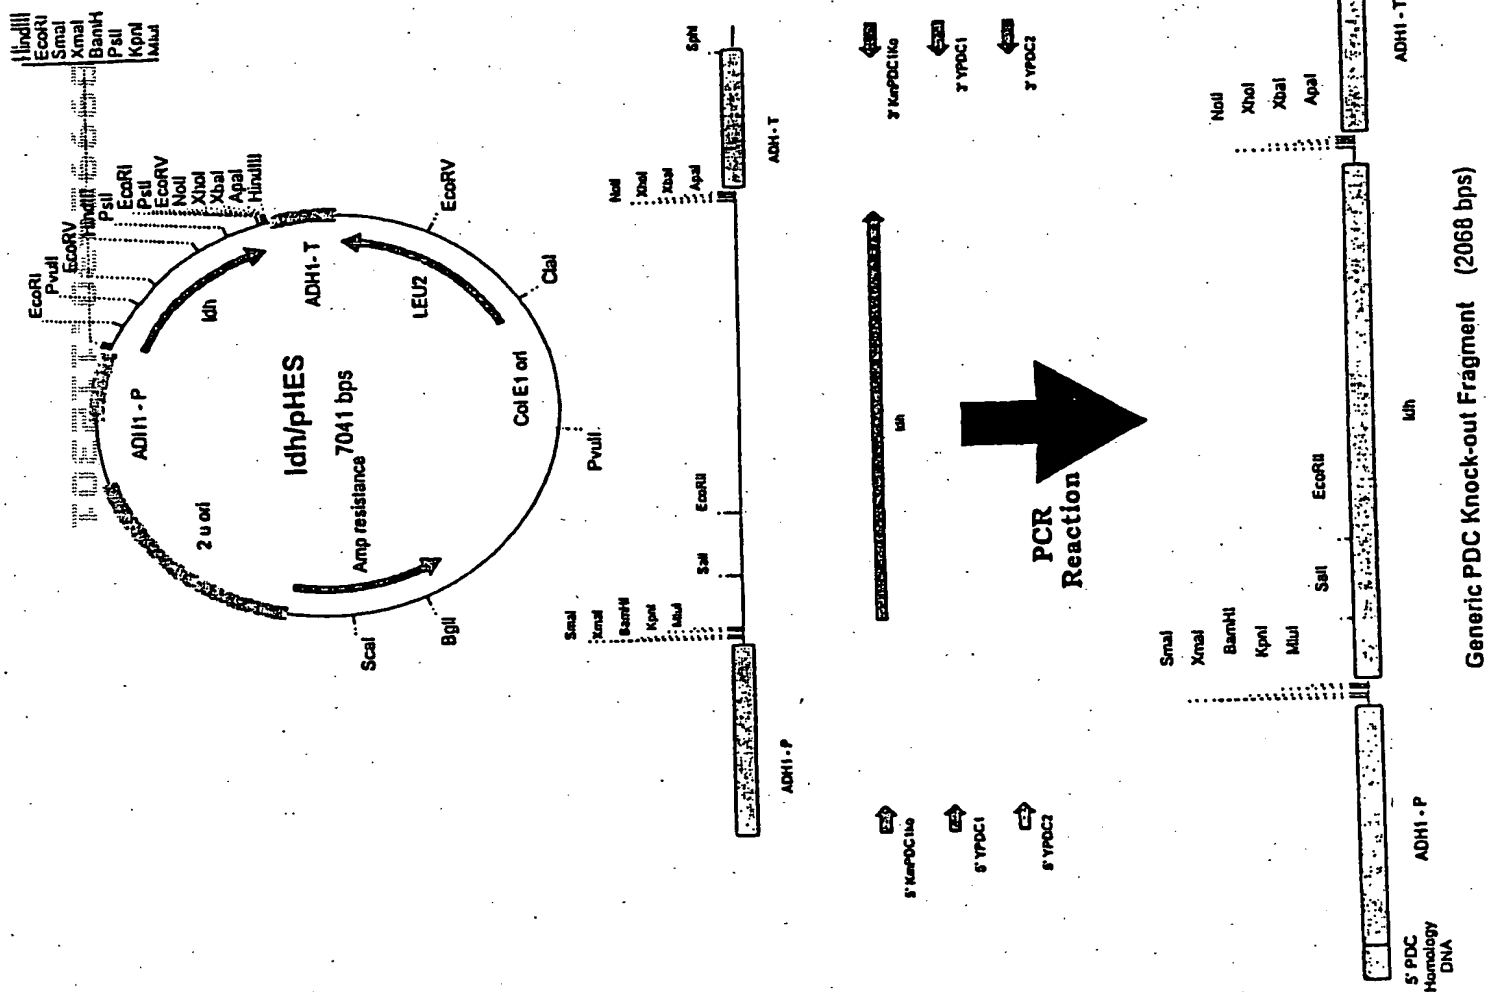 HindIII
EcoRI
SmaI
XmaI
BamH
PstI
KpnI
MluI
EcoRI
PvuII
EcoRV
HindIII
PstI
EcoRI
PstI
EcoRV
NotI
XhoI
XbaI
ApaI
HindIII
EcoRV
ClaI
PvuII
BglI
ScaI
ADH1 - P
ldh
ADH1 - T
LEU2
Col E1 ori
Amp resistance
2 u ori
ldh/pHES
7041 bps
SmaI
XmaI
BamHI
KpnI
MluI
SalI
EcoRII
NotI
XhoI
XbaI
ApaI
SphI
ADH1 - P
ADH - T
5' KmPDC1ko
5' YPDC1
5' YPDC2
ldh
3' KmPDC1Ko
3' YPDC1
3' YPDC2
PCR
Reaction
SmaI
XmaI
BamHI
KpnI
MluI
SalI
EcoRII
NotI
XhoI
XbaI
ApaI
5' PDC
Homology
DNA
ADH1 - P
ldh
ADH1 - T
Generic PDC Knock-out Fragment (2068 bps)